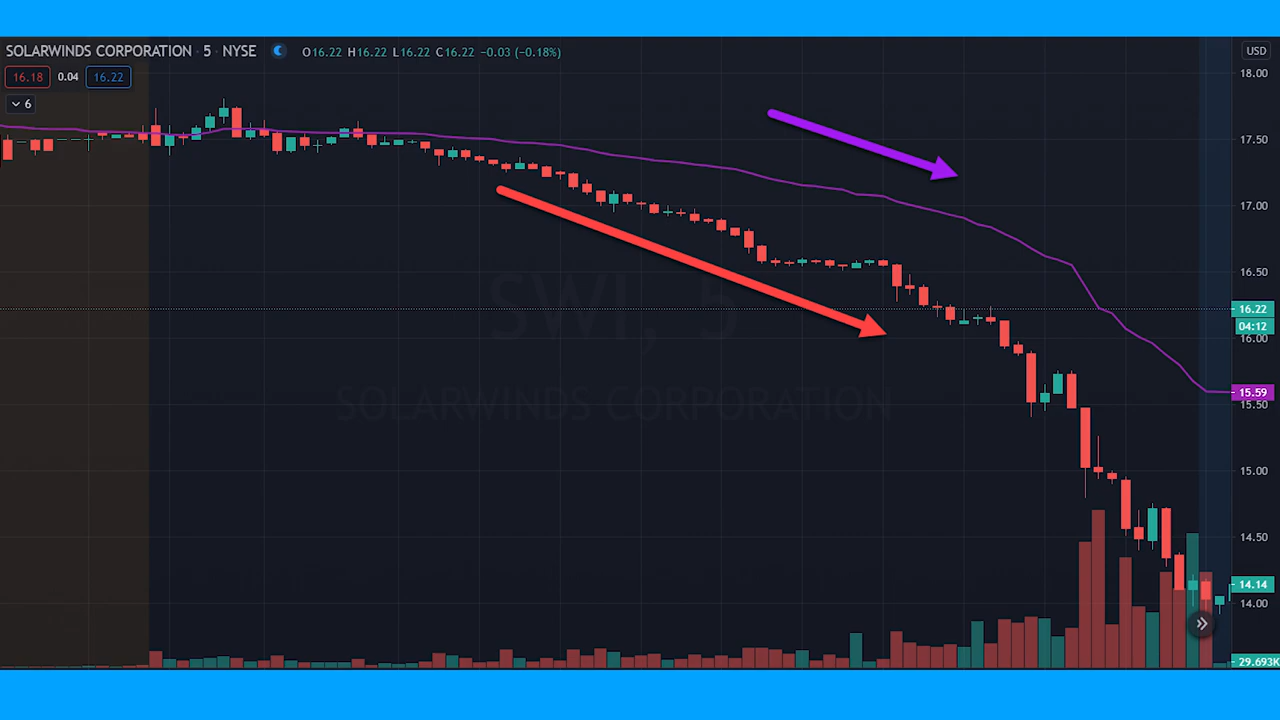 SOLARWINDS CORPORATION · 5 · NYSE O16.22 H16.22 L16.22 C16.22 −0.03 (−0.18%)
16.18 0.04 16.22
6
USD
18.00
17.50
17.00
16.50
16.22
04:12
16.00
15.59
15.50
15.00
14.50
14.14
14.00
29.693K
SWI, 5
SOLARWINDS CORPORATION